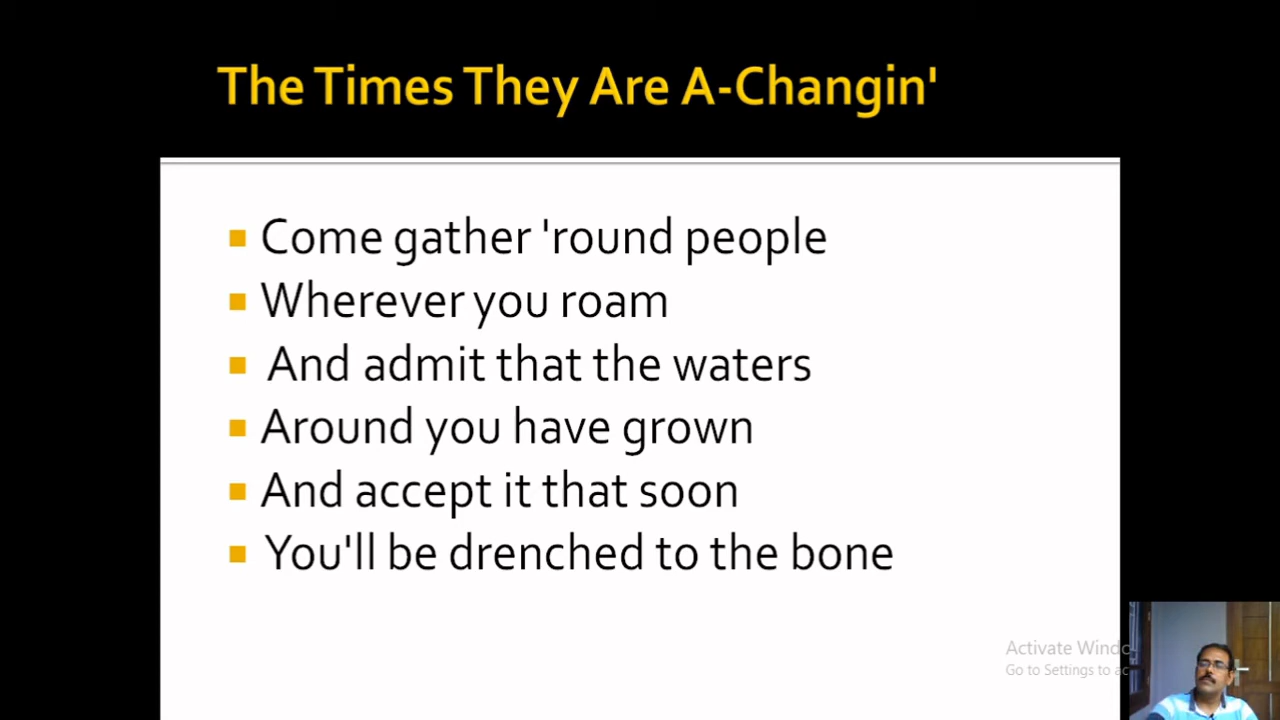 The Times They Are A-Changin'
Come gather 'round people
Wherever you roam
And admit that the waters
Around you have grown
And accept it that soon
You'll be drenched to the bone
Activate Windo
Go to Settings to ac